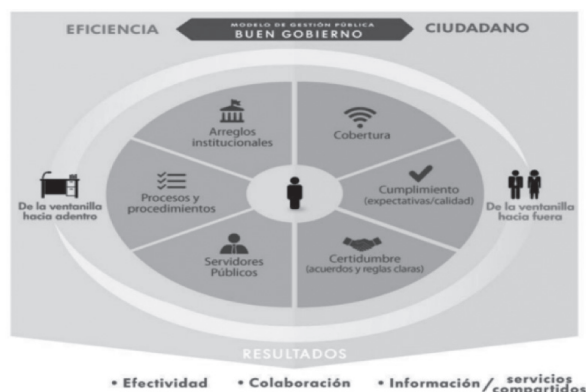 MODELO DE GESTIÓN PÚBLICA
EFICIENCIA
BUEN GOBIERNO
CIUDADANO
Arreglos
institucionales
Cobertura
De la ventanilla
hacia adentro
Procesos y
procedimientos
Cumplimiento
(expectativas/calidad)
De la ventanilla
hacia fuera
Servidores
Públicos
Certidumbre
(acuerdos y reglas claras)
RESULTADOS
• Efectividad
• Colaboración
• Información/servicios
compartidos